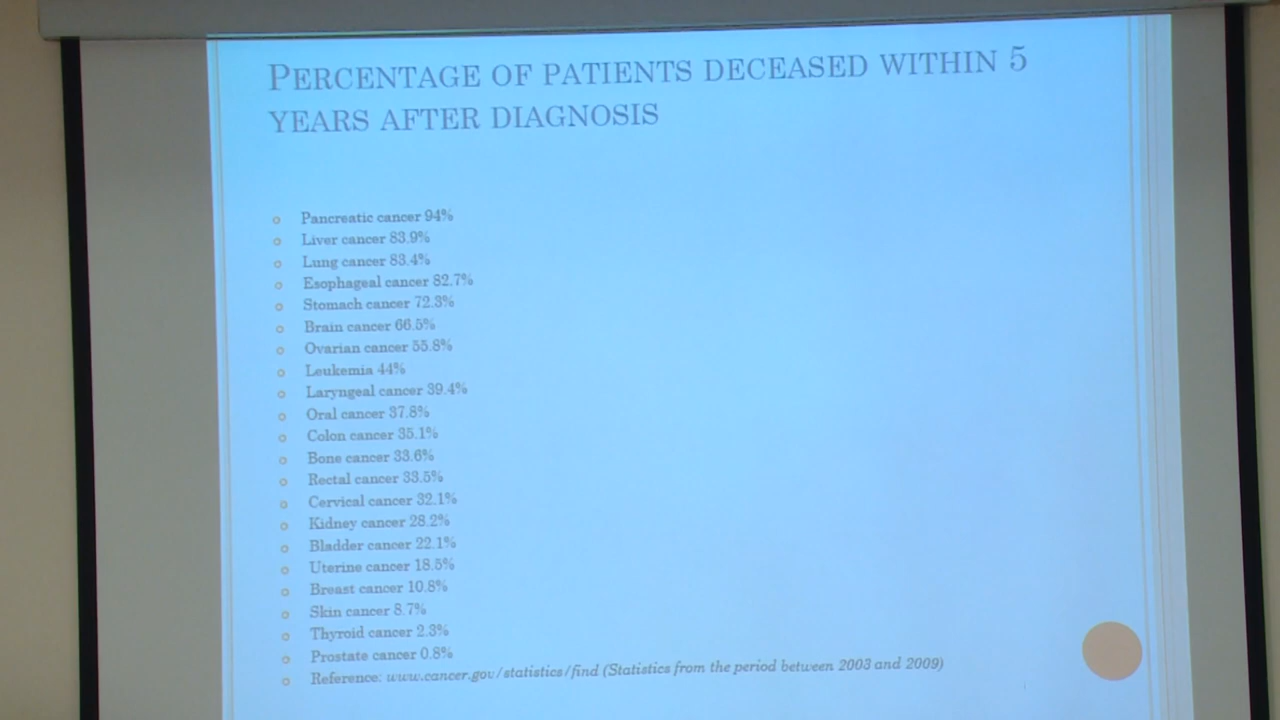 PERCENTAGE OF PATIENTS DECEASED WITHIN 5
YEARS AFTER DIAGNOSIS
Pancreatic cancer 94%
Liver cancer 83.9%
Lung cancer 83.4%
Esophageal cancer 82.7%
Stomach cancer 72.3%
Brain cancer 66.5%
Ovarian cancer 55.8%
Leukemia 44%
Laryngeal cancer 39.4%
Oral cancer 37.8%
Colon cancer 35.1%
Bone cancer 33.6%
Rectal cancer 33.5%
Cervical cancer 32.1%
Kidney cancer 28.2%
Bladder cancer 22.1%
Uterine cancer 18.5%
Breast cancer 10.8%
Skin cancer 8.7%
Thyroid cancer 2.3%
Prostate cancer 0.8%
Reference: www.cancer.gov/statistics/find (Statistics from the period between 2003 and 2009)